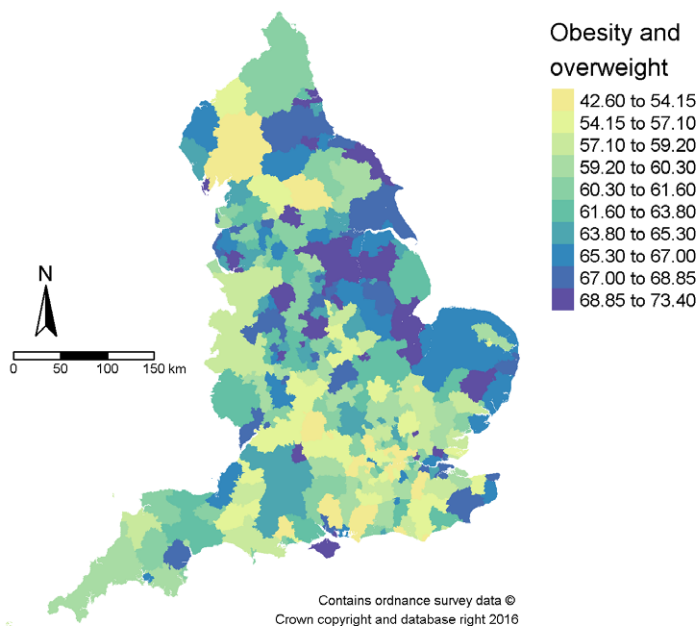 Obesity and
overweight
42.60 to 54.15
54.15 to 57.10
57.10 to 59.20
59.20 to 60.30
60.30 to 61.60
61.60 to 63.80
63.80 to 65.30
65.30 to 67.00
67.00 to 68.85
68.85 to 73.40
N
0 50 100 150 km
Contains ordnance survey data ©
Crown copyright and database right 2016